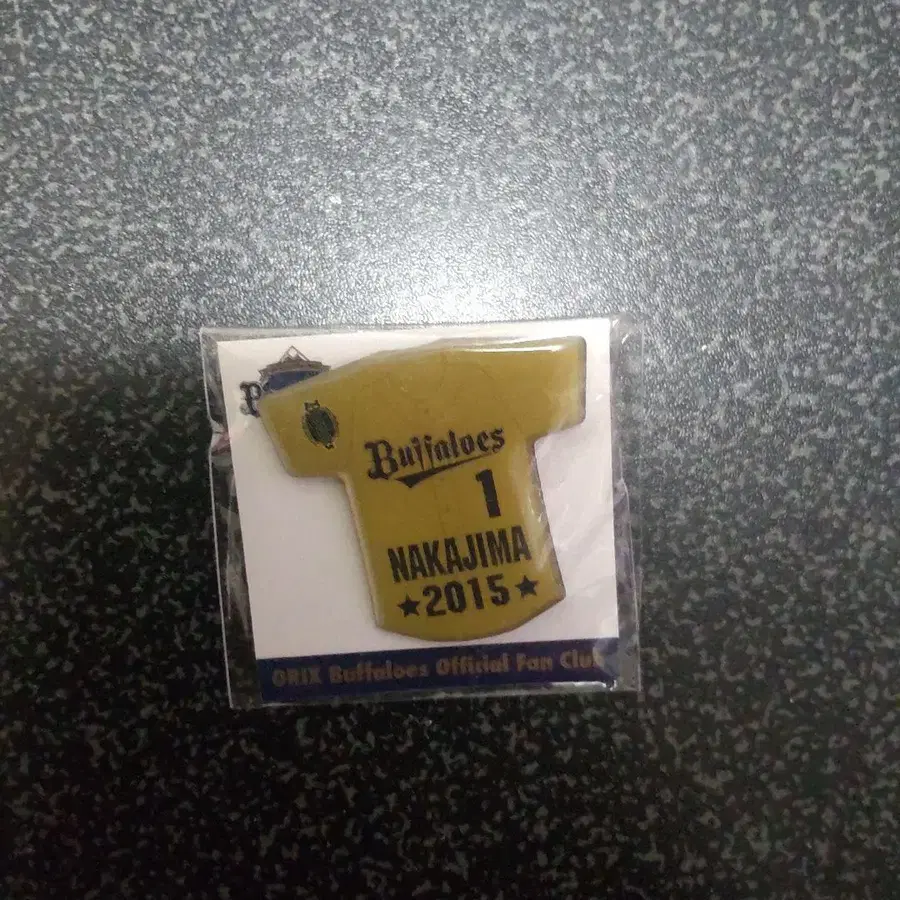 Buffaloes
1
NAKAJIMA
★2015★
ORIX Buffaloes Official Fan Club